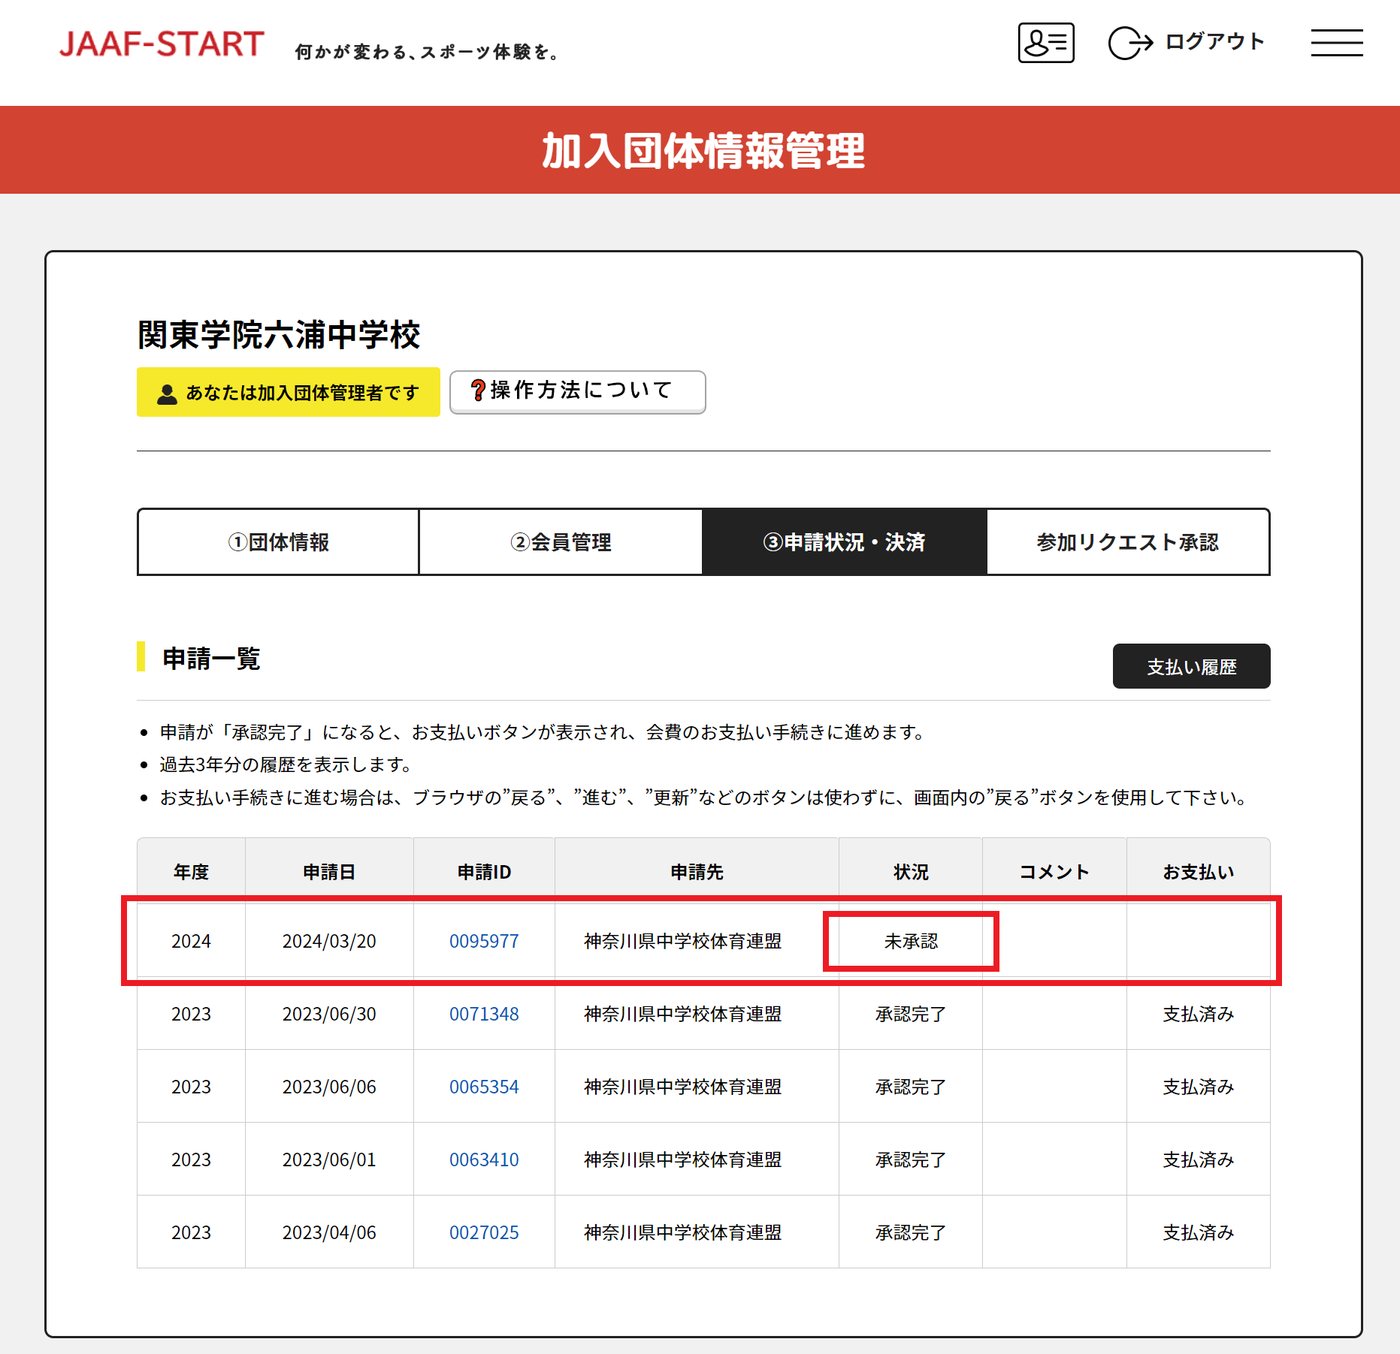 JAAF-START 何かが変わる、スポーツ体験を。
ログアウト
加入団体情報管理
関東学院六浦中学校
あなたは加入団体管理者です
?操作方法について
①団体情報 ②会員管理 ③申請状況・決済 参加リクエスト承認
申請一覧
支払い履歴
• 申請が「承認完了」になると、お支払いボタンが表示され、会費のお支払い手続きに進めます。
• 過去3年分の履歴を表示します。
• お支払い手続きに進む場合は、ブラウザの”戻る”、”進む”、”更新”などのボタンは使わずに、画面内の”戻る”ボタンを使用して下さい。
年度 申請日 申請ID 申請先 状況 コメント お支払い
2024 2024/03/20 0095977 神奈川県中学校体育連盟 未承認
2023 2023/06/30 0071348 神奈川県中学校体育連盟 承認完了 支払済み
2023 2023/06/06 0065354 神奈川県中学校体育連盟 承認完了 支払済み
2023 2023/06/01 0063410 神奈川県中学校体育連盟 承認完了 支払済み
2023 2023/04/06 0027025 神奈川県中学校体育連盟 承認完了 支払済み